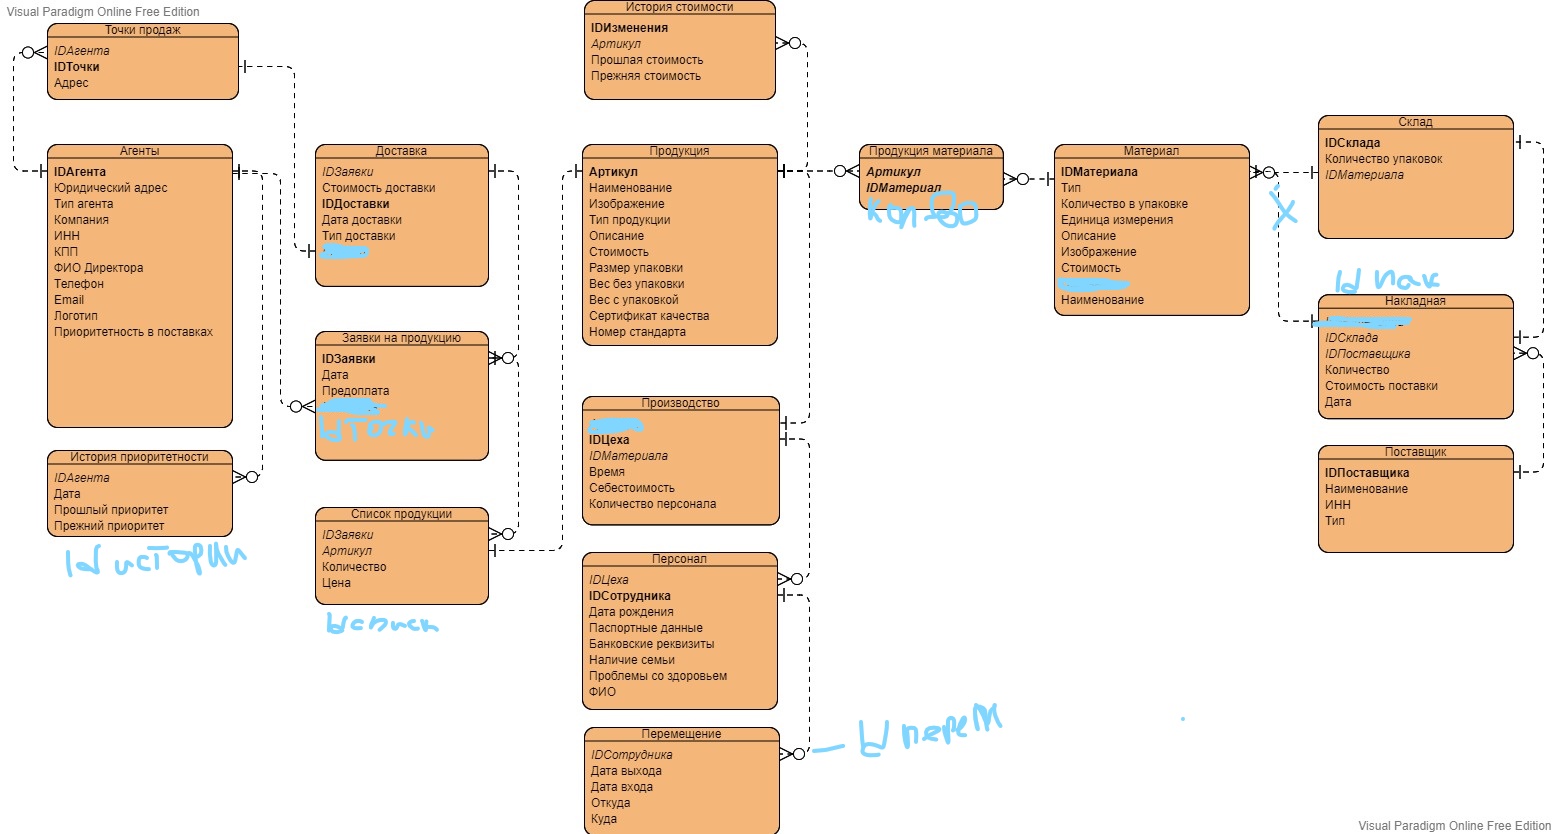 Visual Paradigm Online Free Edition
Точки продаж
IDАгента
IDТочки
Адрес
Агенты
IDАгента
Юридический адрес
Тип агента
Компания
ИНН
КПП
ФИО Директора
Телефон
Email
Логотип
Приоритетность в поставках
История приоритетности
IDАгента
Дата
Прошлый приоритет
Прежний приоритет
Id истории
Доставка
IDЗаявки
Стоимость доставки
IDДоставки
Дата доставки
Тип доставки
Заявки на продукцию
IDЗаявки
Дата
Предоплата
Id Точки
Список продукции
IDЗаявки
Артикул
Количество
Цена
История стоимости
IDИзменения
Артикул
Прошлая стоимость
Прежняя стоимость
Продукция
Артикул
Наименование
Изображение
Тип продукции
Описание
Стоимость
Размер упаковки
Вес без упаковки
Вес с упаковкой
Сертификат качества
Номер стандарта
Производство
IDЦеха
IDМатериала
Время
Себестоимость
Количество персонала
Персонал
IDЦеха
IDСотрудника
Дата рождения
Паспортные данные
Банковские реквизиты
Наличие семьи
Проблемы со здоровьем
ФИО
Перемещение
IDСотрудника
Дата выхода
Дата входа
Откуда
Куда
Id перем
Продукция материала
Артикул
IDМатериал
Кол-во
Материал
IDМатериала
Тип
Количество в упаковке
Единица измерения
Описание
Изображение
Стоимость
Наименование
Склад
IDСклада
Количество упаковок
IDМатериала
Id нак
Накладная
IDСклада
IDПоставщика
Количество
Стоимость поставки
Дата
Поставщик
IDПоставщика
Наименование
ИНН
Тип
Visual Paradigm Online Free Edition